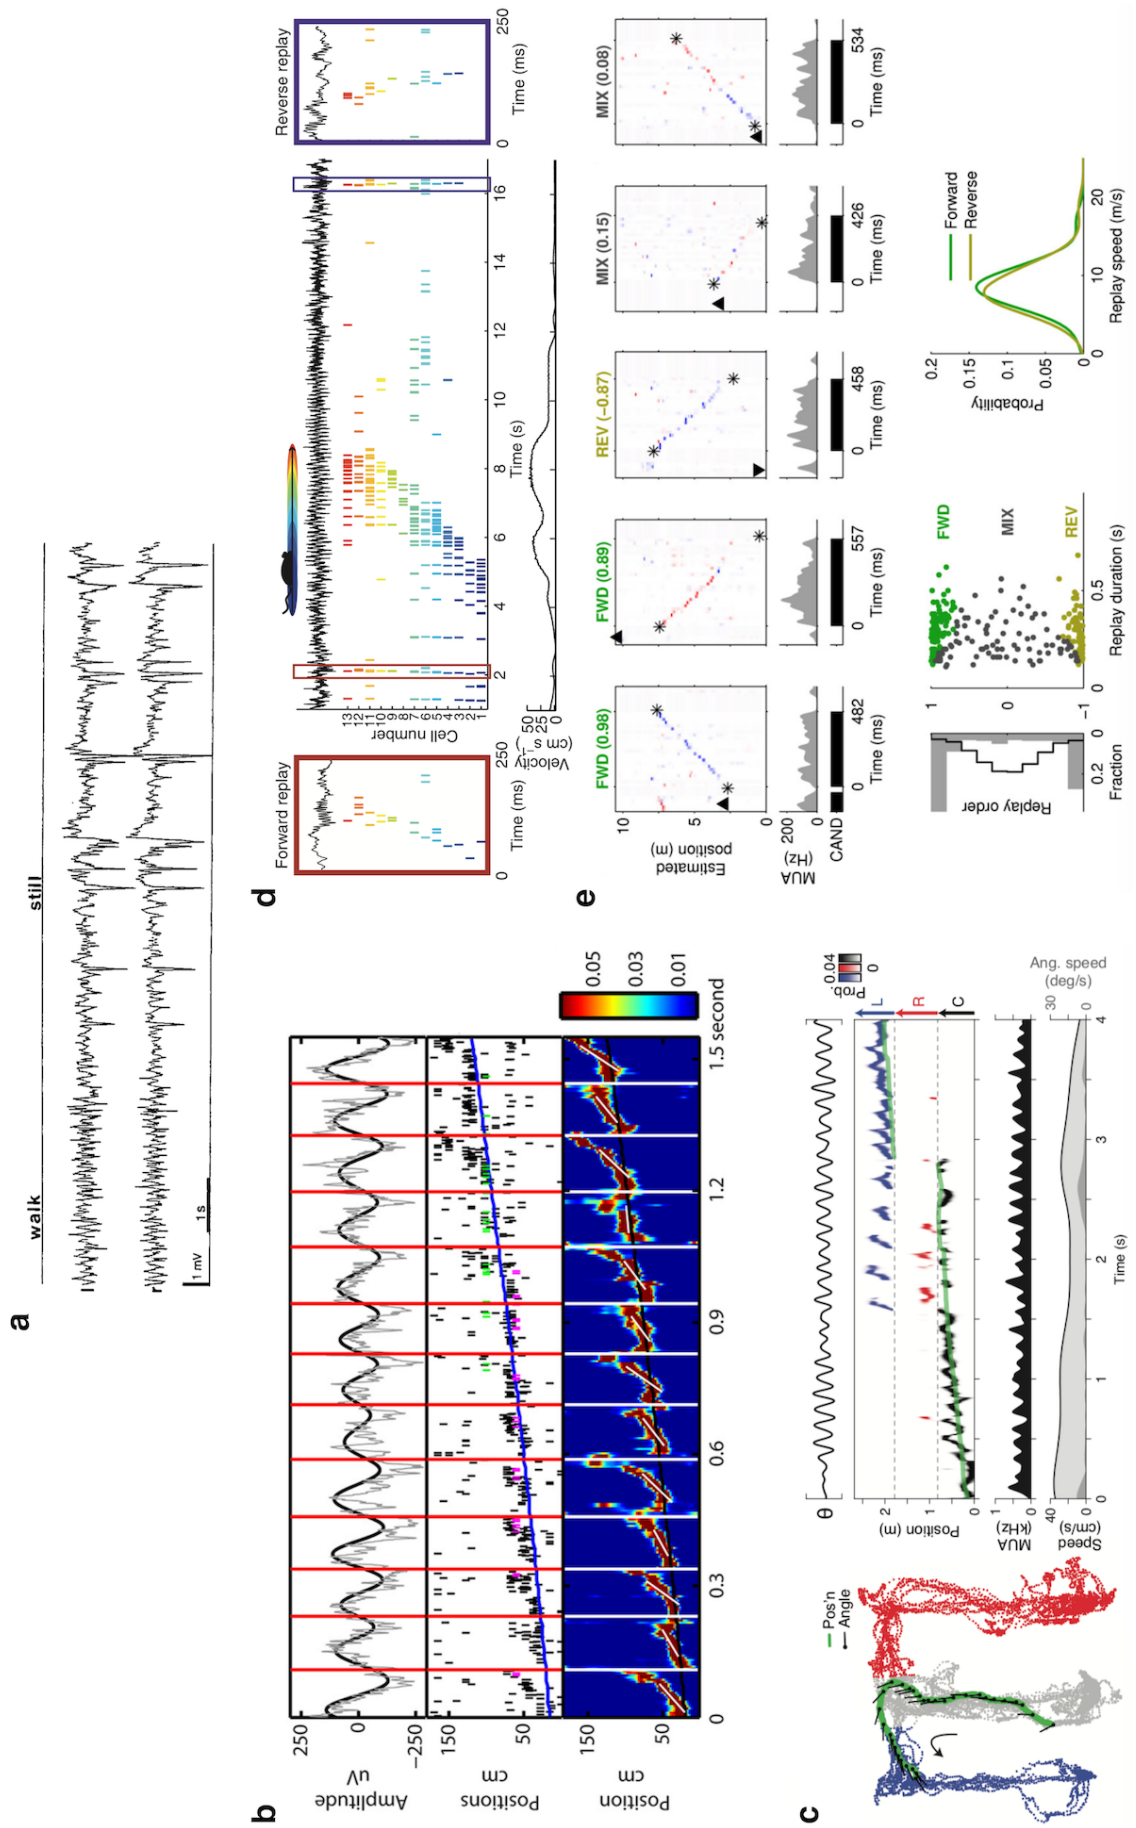 a
walk
still
l
r
1 mV
1s
b
250
0
−250
Amplitude
uV
150
50
Positions
cm
150
50
Position
cm
0
0.3
0.6
0.9
1.2
1.5 second
0.05
0.03
0.01
c
Pos'n
Angle
θ
2
1
0
Position (m)
L
R
C
Prob.
0.04
0
1
0
MUA
(kHz)
40
0
Speed
(cm/s)
Ang. speed
(deg/s)
30
0
0
1
2
3
4
Time (s)
d
Forward replay
0
250
Time (ms)
13
12
11
10
9
8
7
6
5
4
3
2
1
Cell number
2
4
6
8
10
12
14
16
Time (s)
50
25
0
Velocity
(cm s⁻¹)
Reverse replay
0
250
Time (ms)
e
FWD (0.98)
FWD (0.89)
REV (−0.87)
MIX (0.15)
MIX (0.08)
10
5
0
Estimated
position (m)
200
0
MUA
(Hz)
CAND
0
482
Time (ms)
0
557
Time (ms)
0
458
Time (ms)
0
426
Time (ms)
0
534
Time (ms)
Replay order
0.2
0
Fraction
1
0
−1
FWD
MIX
REV
0
0.5
Replay duration (s)
0.2
0.15
0.1
0.05
0
Probability
Forward
Reverse
0
10
20
Replay speed (m/s)